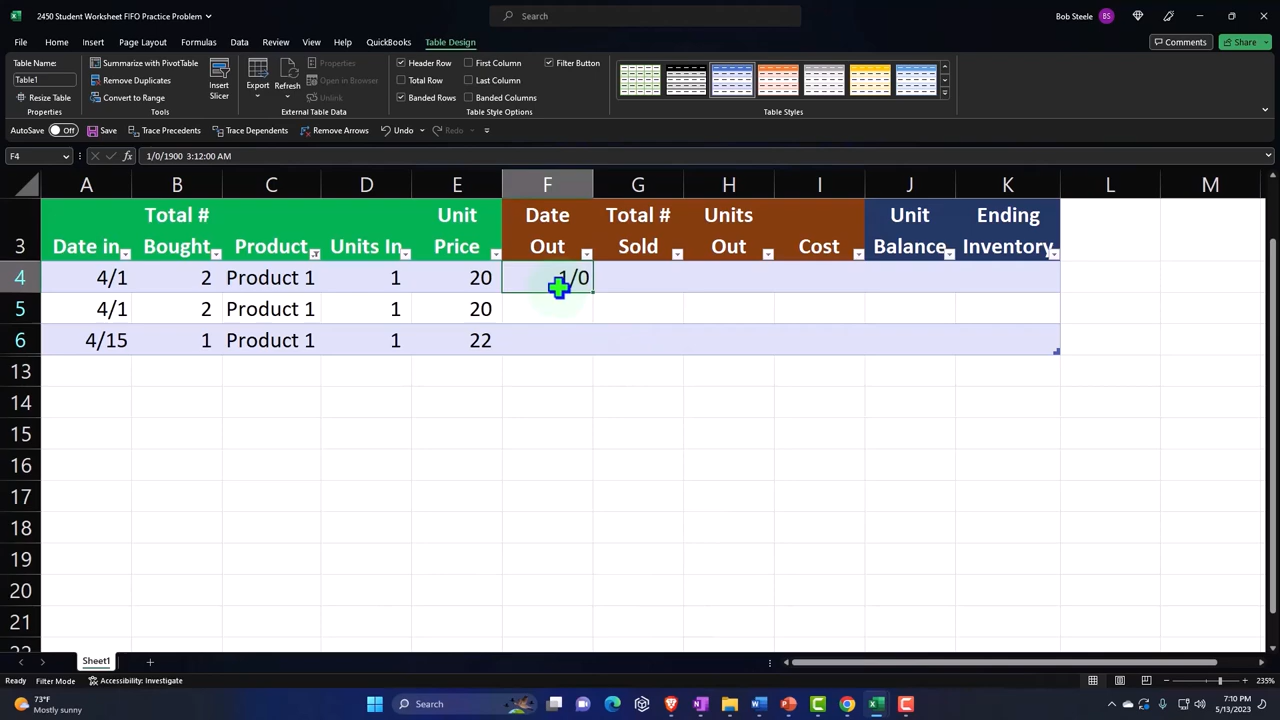 2450 Student Worksheet FIFO Practice Problem
Search
Bob Steele
BS
File
Home
Insert
Page Layout
Formulas
Data
Review
View
Help
QuickBooks
Table Design
Comments
Share
Table Name:
Table1
Resize Table
Properties
Summarize with PivotTable
Remove Duplicates
Convert to Range
Tools
Insert
Slicer
Export
Refresh
Properties
Open in Browser
Unlink
External Table Data
Header Row
Total Row
Banded Rows
First Column
Last Column
Banded Columns
Filter Button
Table Style Options
Table Styles
AutoSave Off Save Trace Precedents Trace Dependents Remove Arrows Undo Redo
F4 fx 1/0/1900 3:12:00 AM
A B C D E F G H I J K L M
Total # Unit Date Total # Units Unit Ending
3 Date in Bought Product Units In Price Out Sold Out Cost Balance Inventory
4 4/1 2 Product 1 1 20 1/0
5 4/1 2 Product 1 1 20
6 4/15 1 Product 1 1 22
13
14
15
16
17
18
19
20
21
22
Sheet1
Ready Filter Mode Accessibility: Investigate 235%
73°F
Mostly sunny
Search
7:10 PM
5/13/2023